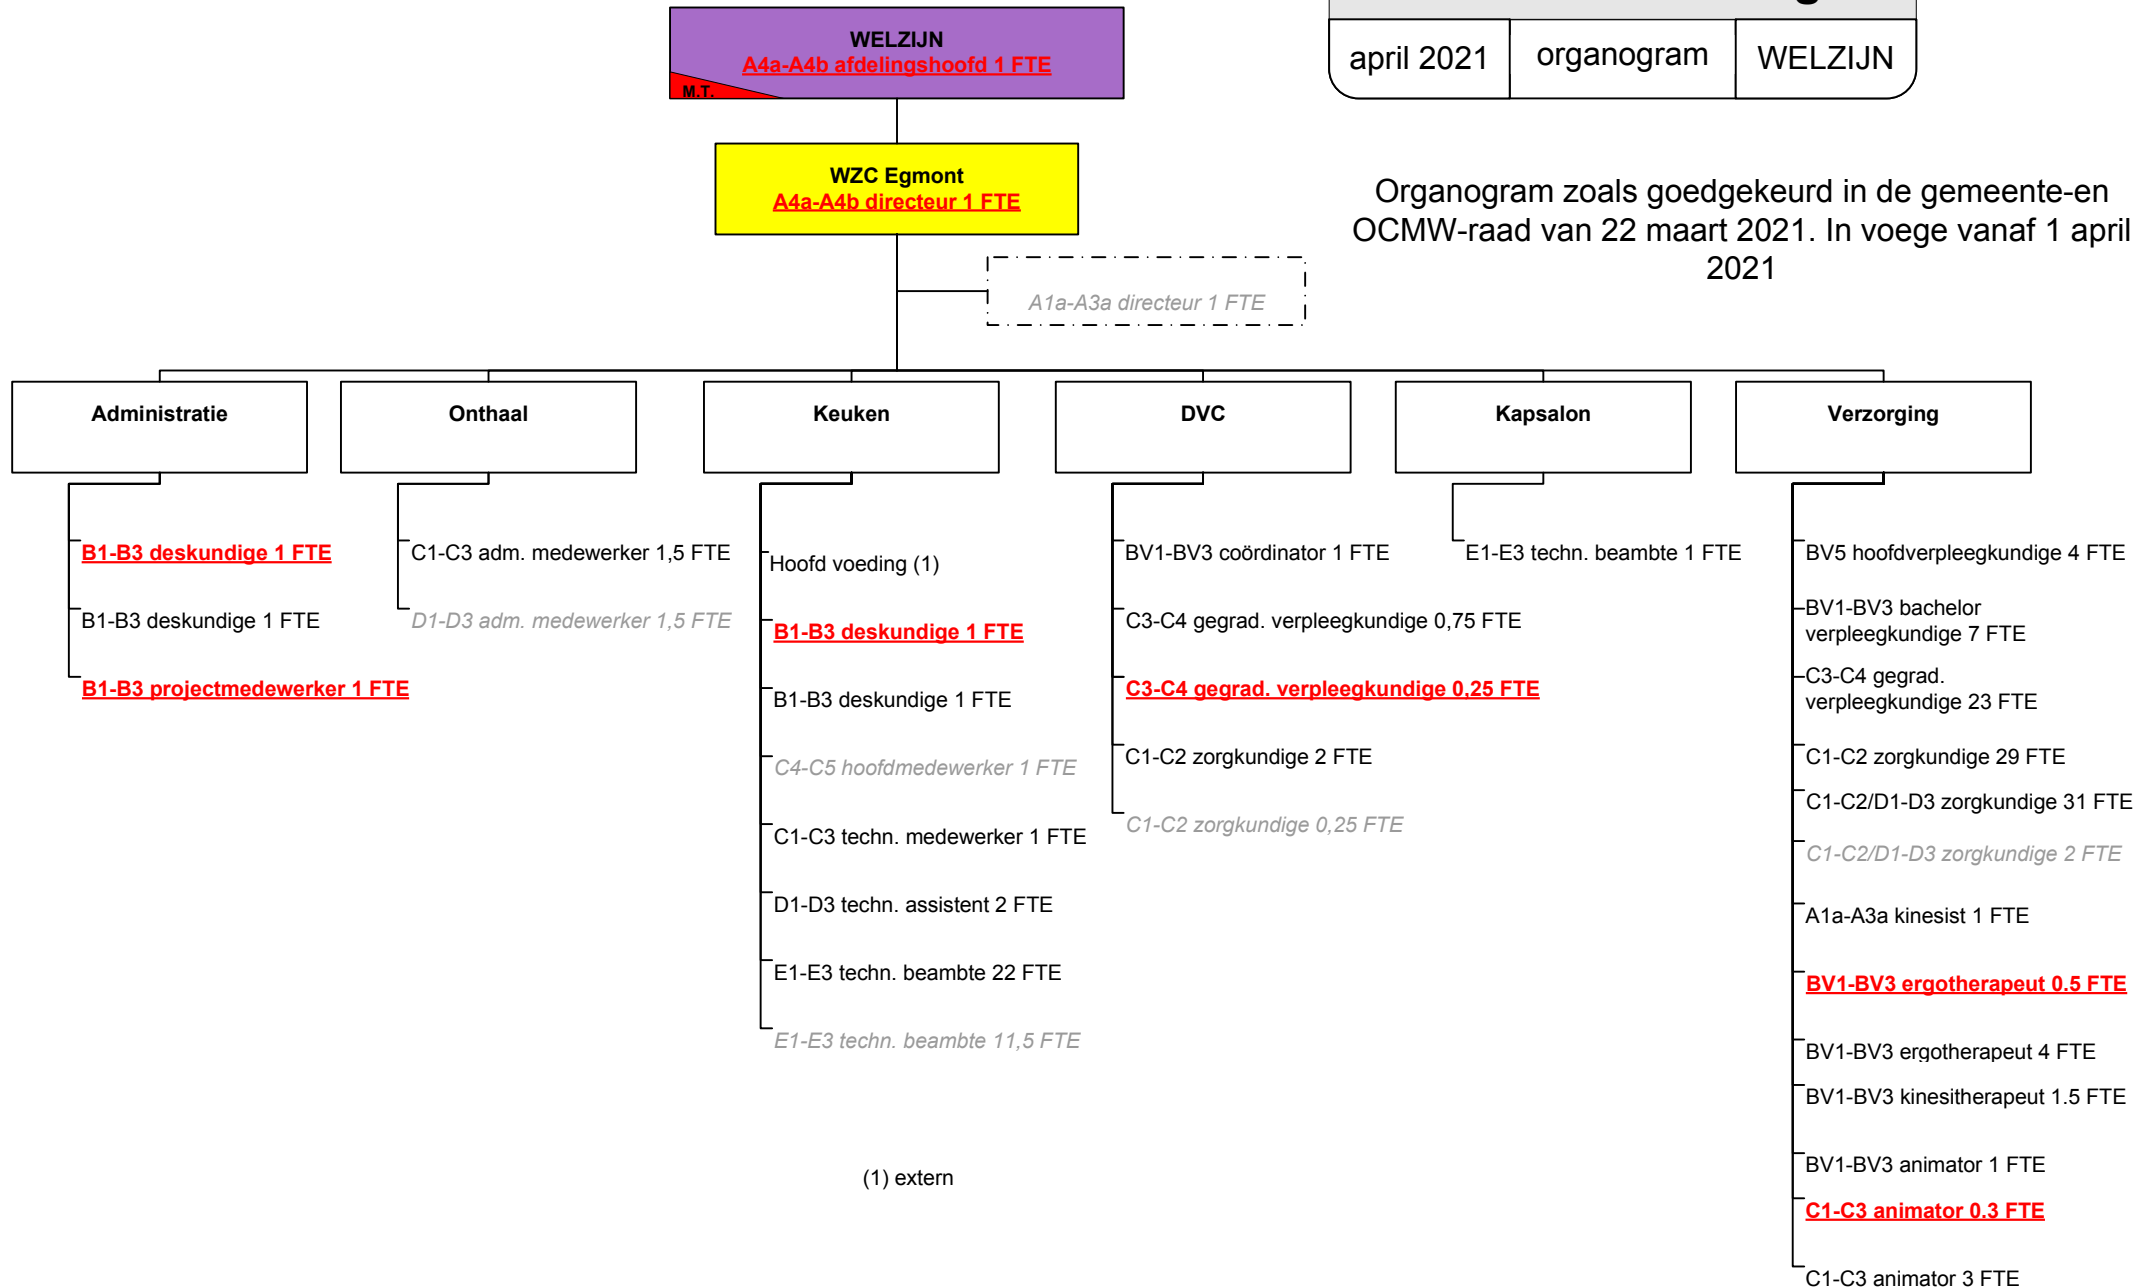 WELZIJN
A4a-A4b afdelingshoofd 1 FTE
M.T.
april 2021
organogram
WELZIJN
WZC Egmont
A4a-A4b directeur 1 FTE
Organogram zoals goedgekeurd in de gemeente-en
OCMW-raad van 22 maart 2021. In voege vanaf 1 april
2021
A1a-A3a directeur 1 FTE
Administratie
B1-B3 deskundige 1 FTE
B1-B3 deskundige 1 FTE
B1-B3 projectmedewerker 1 FTE
Onthaal
C1-C3 adm. medewerker 1,5 FTE
D1-D3 adm. medewerker 1,5 FTE
Keuken
Hoofd voeding (1)
B1-B3 deskundige 1 FTE
B1-B3 deskundige 1 FTE
C4-C5 hoofdmedewerker 1 FTE
C1-C3 techn. medewerker 1 FTE
D1-D3 techn. assistent 2 FTE
E1-E3 techn. beambte 22 FTE
E1-E3 techn. beambte 11,5 FTE
DVC
BV1-BV3 coördinator 1 FTE
C3-C4 gegrad. verpleegkundige 0,75 FTE
C3-C4 gegrad. verpleegkundige 0,25 FTE
C1-C2 zorgkundige 2 FTE
C1-C2 zorgkundige 0,25 FTE
Kapsalon
E1-E3 techn. beambte 1 FTE
Verzorging
BV5 hoofdverpleegkundige 4 FTE
BV1-BV3 bachelor
verpleegkundige 7 FTE
C3-C4 gegrad.
verpleegkundige 23 FTE
C1-C2 zorgkundige 29 FTE
C1-C2/D1-D3 zorgkundige 31 FTE
C1-C2/D1-D3 zorgkundige 2 FTE
A1a-A3a kinesist 1 FTE
BV1-BV3 ergotherapeut 0.5 FTE
BV1-BV3 ergotherapeut 4 FTE
BV1-BV3 kinesitherapeut 1.5 FTE
BV1-BV3 animator 1 FTE
C1-C3 animator 0.3 FTE
C1-C3 animator 3 FTE
(1) extern